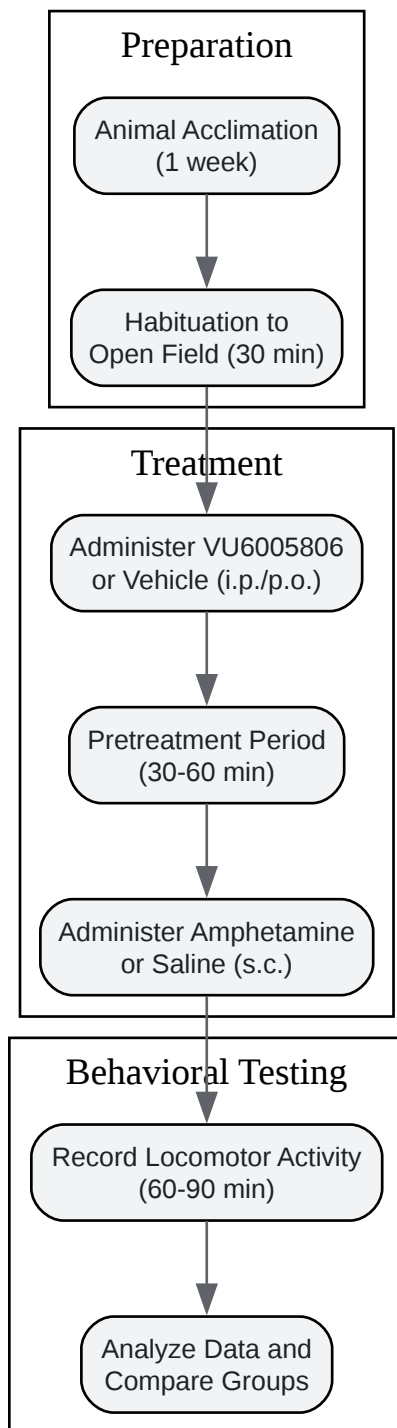 Preparation
Animal Acclimation
(1 week)
Habituation to
Open Field (30 min)
Treatment
Administer VU6005806
or Vehicle (i.p./p.o.)
Pretreatment Period
(30-60 min)
Administer Amphetamine
or Saline (s.c.)
Behavioral Testing
Record Locomotor Activity
(60-90 min)
Analyze Data and
Compare Groups